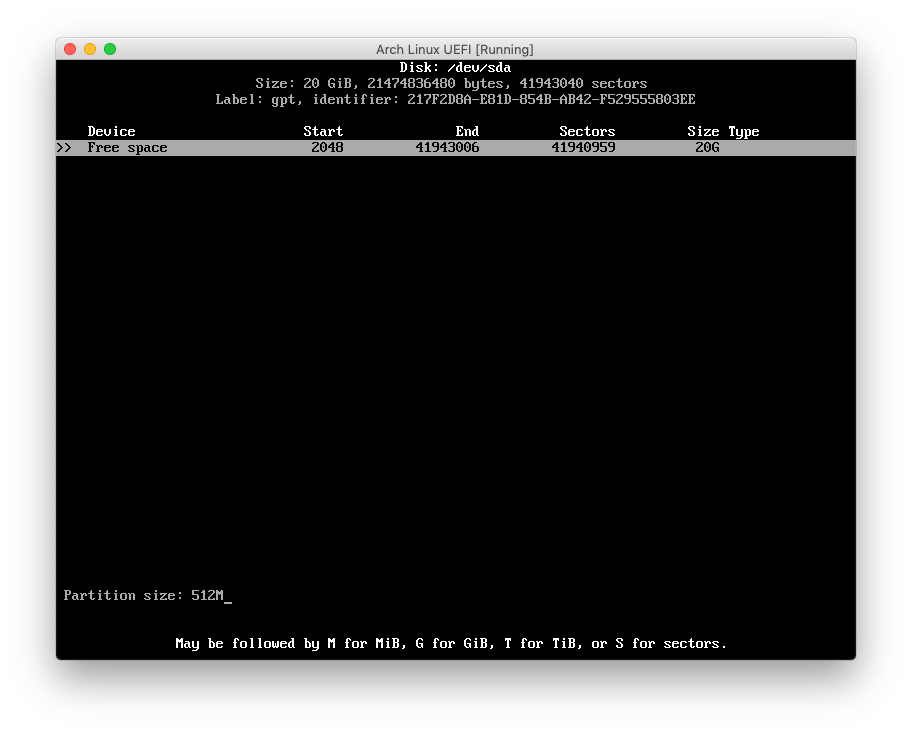 Arch Linux UEFI [Running]
Disk: /dev/sda
Size: 20 GiB, 21474836480 bytes, 41943040 sectors
Label: gpt, identifier: 217F2D8A-E81D-854B-AB42-F529555803EE
Device Start End Sectors Size Type
>> Free space 2048 41943006 41940959 20G
Partition size: 512M_
May be followed by M for MiB, G for GiB, T for TiB, or S for sectors.